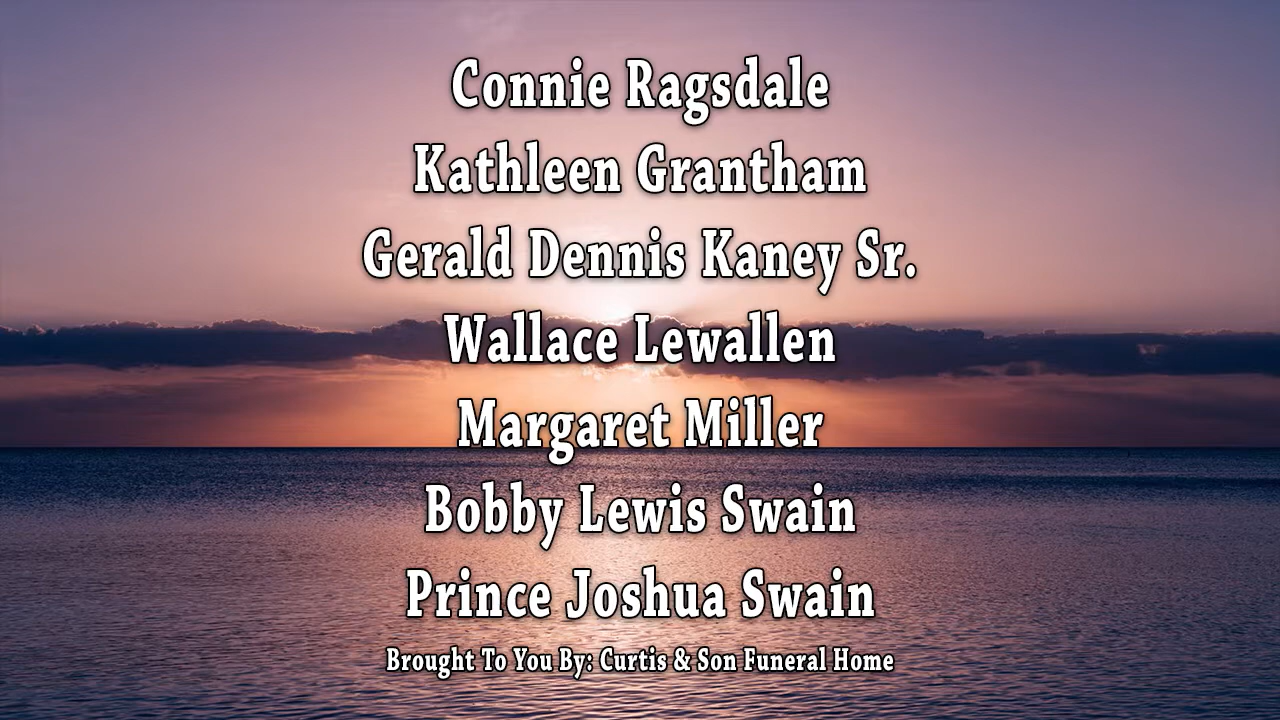 Connie Ragsdale
Kathleen Grantham
Gerald Dennis Kaney Sr.
Wallace Lewallen
Margaret Miller
Bobby Lewis Swain
Prince Joshua Swain
Brought To You By: Curtis & Son Funeral Home